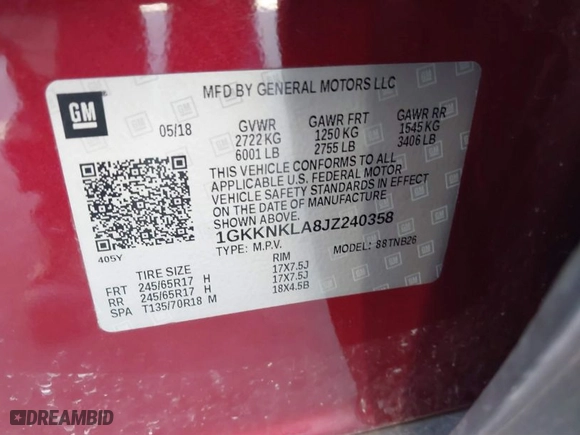 MFD BY GENERAL MOTORS LLC
GM
05/18 GVWR GAWR FRT GAWR RR
2722 KG 1250 KG 1545 KG
6001 LB 2755 LB 3406 LB
THIS VEHICLE CONFORMS TO ALL
APPLICABLE U.S. FEDERAL MOTOR
VEHICLE SAFETY STANDARDS IN EFFECT
ON THE DATE OF MANUFACTURE
SHOWN ABOVE.
1GKKNKLA8JZ240358
TYPE: M.P.V. MODEL: 88TNB26
405Y
TIRE SIZE RIM
FRT 245/65R17 H 17X7.5J
RR 245/65R17 H 17X7.5J
SPA T135/70R18 M 18X4.5B
DREAMBID